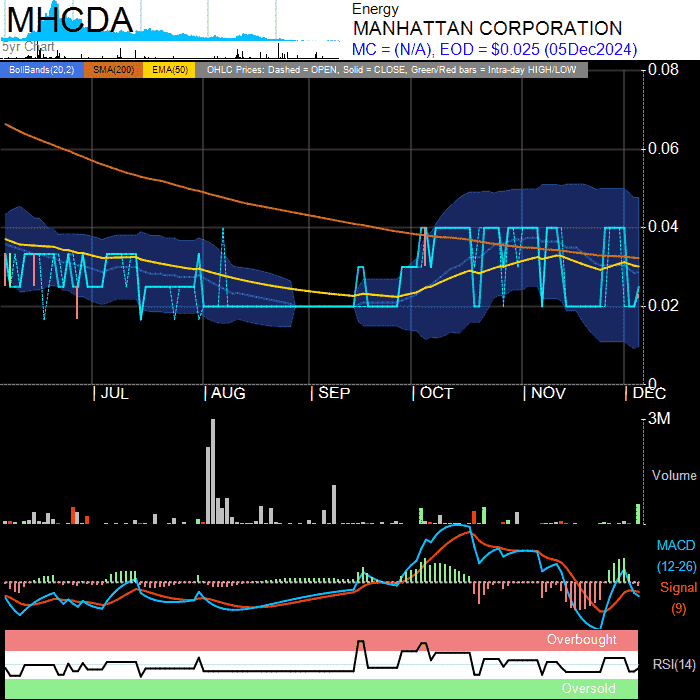 MHCDA
5yr Chart
Energy
MANHATTAN CORPORATION
MC = (N/A), EOD = $0.025 (05Dec2024)
BollBands(20,2) SMA(200) EMA(50) OHLC Prices: Dashed = OPEN, Solid = CLOSE, Green/Red bars = Intra-day HIGH/LOW
0.08
0.06
0.04
0.02
0
| JUL | AUG | SEP | OCT | NOV | DEC
3M
Volume
MACD
(12-26)
Signal
(9)
Overbought
RSI(14)
Oversold